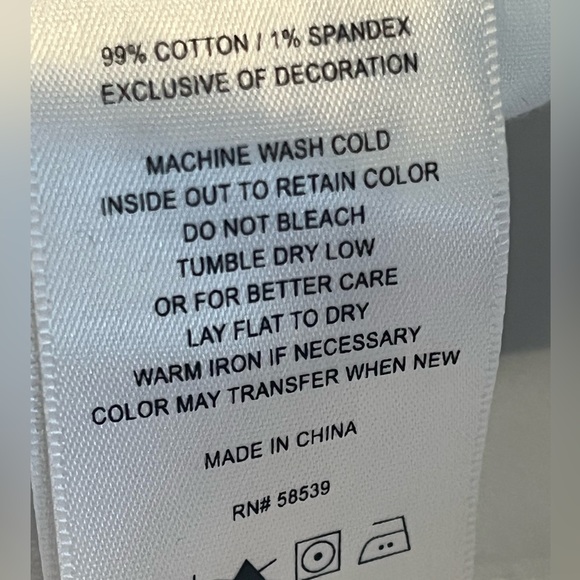 99% COTTON / 1% SPANDEX
EXCLUSIVE OF DECORATION
MACHINE WASH COLD
INSIDE OUT TO RETAIN COLOR
DO NOT BLEACH
TUMBLE DRY LOW
OR FOR BETTER CARE
LAY FLAT TO DRY
WARM IRON IF NECESSARY
COLOR MAY TRANSFER WHEN NEW
MADE IN CHINA
RN# 58539